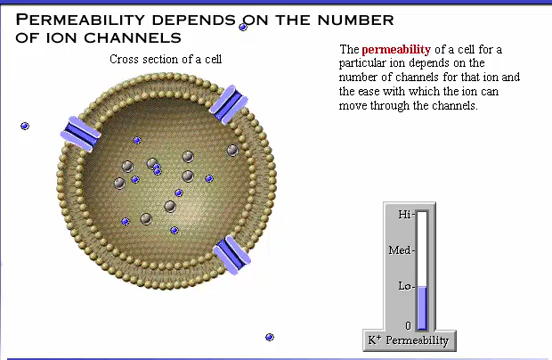 PERMEABILITY DEPENDS ON THE NUMBER
OF ION CHANNELS
Cross section of a cell
The permeability of a cell for a
particular ion depends on the
number of channels for that ion and
the ease with which the ion can
move through the channels.
Hi
Med
Lo
0
K⁺ Permeability